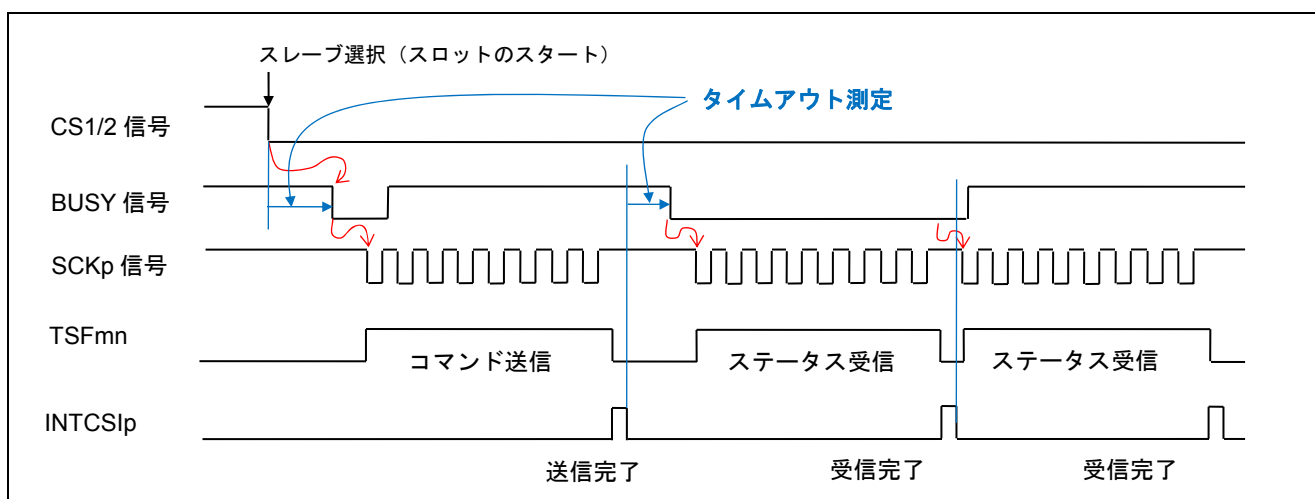 スレーブ選択（スロットのスタート）
タイムアウト測定
CS1/2 信号
BUSY 信号
SCKp 信号
TSFmn
コマンド送信
ステータス受信
ステータス受信
INTCSIp
送信完了
受信完了
受信完了